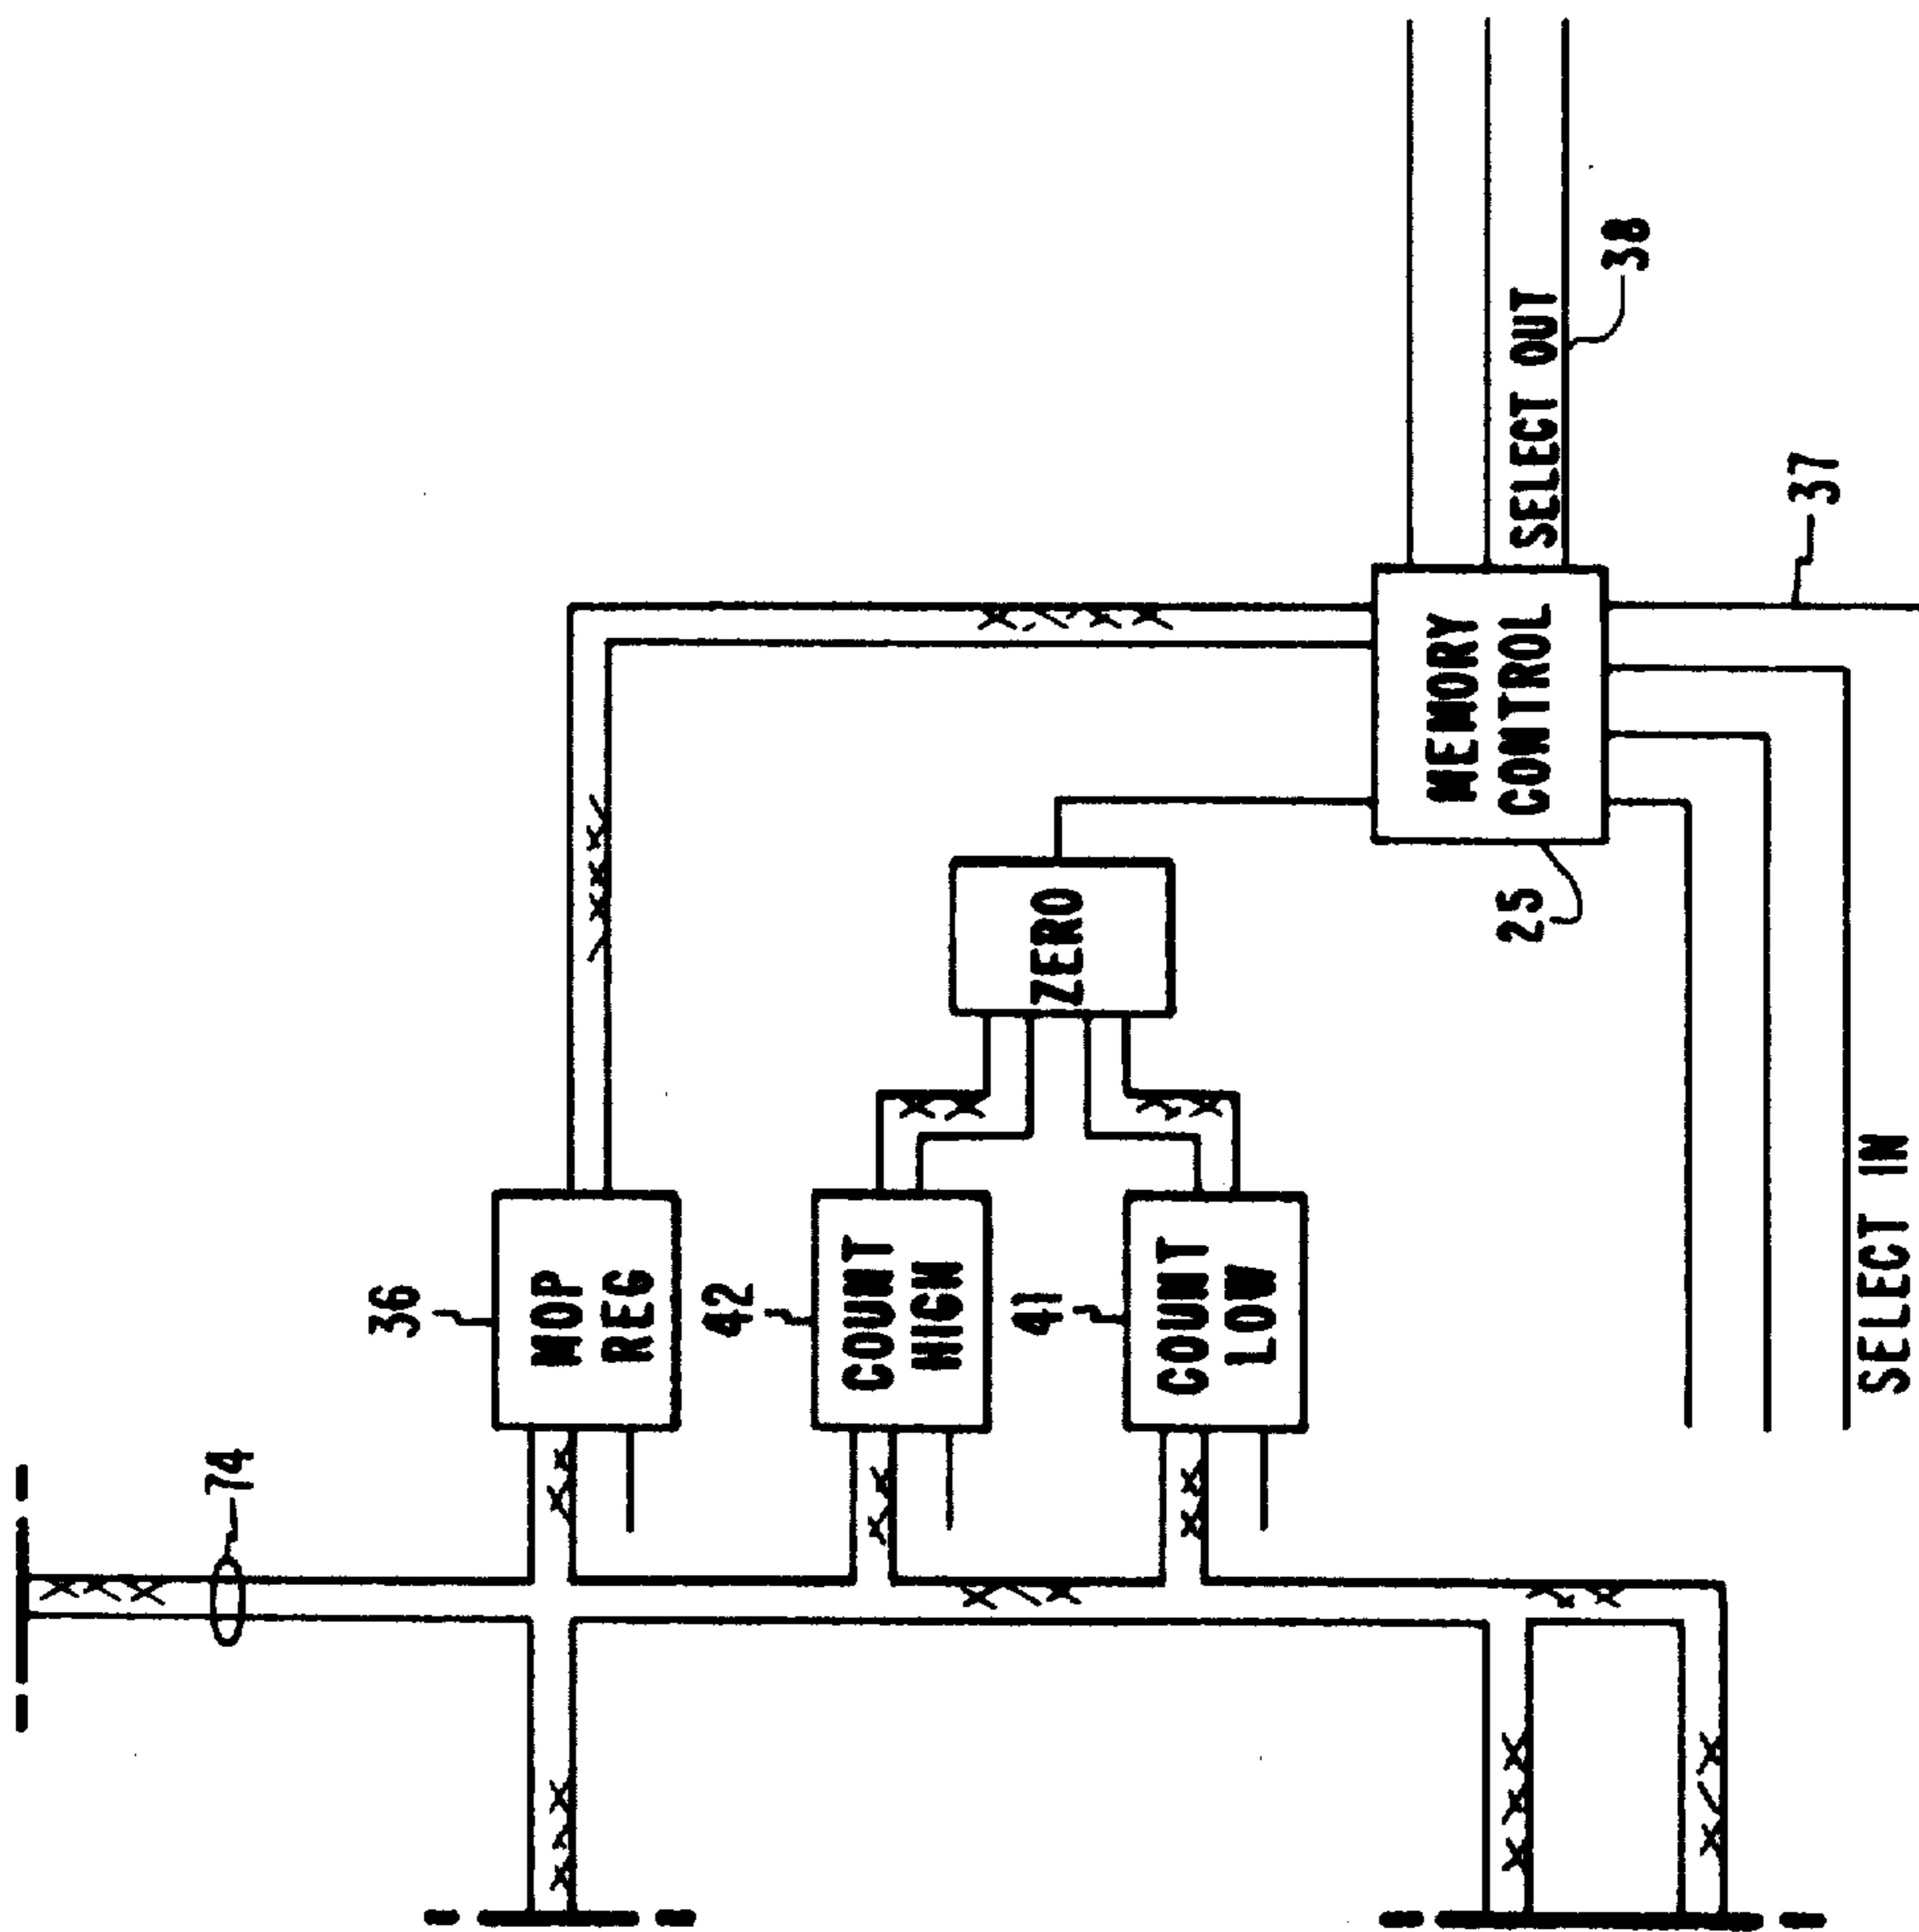 74
36
MOP
REG
42
COUNT
HIGH
41
ZERO
COUNT
LOW
MEMORY
CONTROL
25
SELECT OUT
38
37
SELECT IN